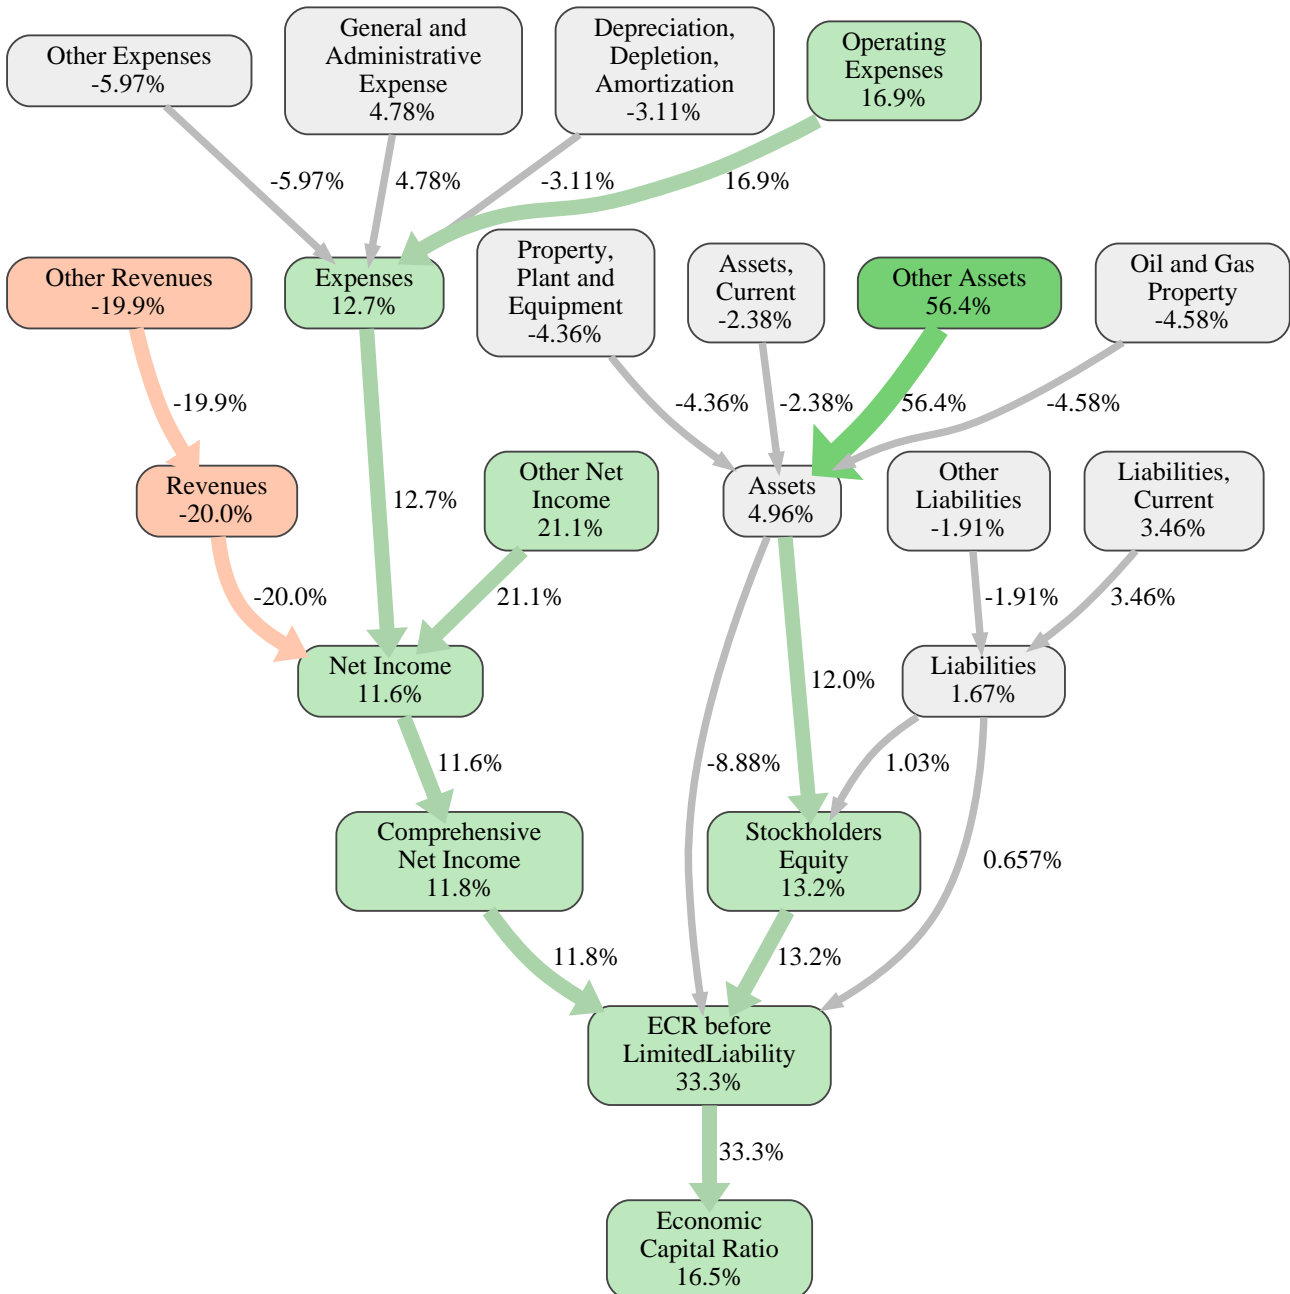 Other Expenses
-5.97%
General and
Administrative
Expense
4.78%
Depreciation,
Depletion,
Amortization
-3.11%
Operating
Expenses
16.9%
-5.97%
4.78%
-3.11%
16.9%
Other Revenues
-19.9%
Expenses
12.7%
Property,
Plant and
Equipment
-4.36%
Assets,
Current
-2.38%
Other Assets
56.4%
Oil and Gas
Property
-4.58%
-19.9%
-4.36%
-2.38%
56.4%
-4.58%
Revenues
-20.0%
12.7%
Other Net
Income
21.1%
Assets
4.96%
Other
Liabilities
-1.91%
Liabilities,
Current
3.46%
-20.0%
21.1%
-1.91%
3.46%
Net Income
11.6%
12.0%
Liabilities
1.67%
11.6%
-8.88%
1.03%
Comprehensive
Net Income
11.8%
Stockholders
Equity
13.2%
0.657%
11.8%
13.2%
ECR before
LimitedLiability
33.3%
33.3%
Economic
Capital Ratio
16.5%